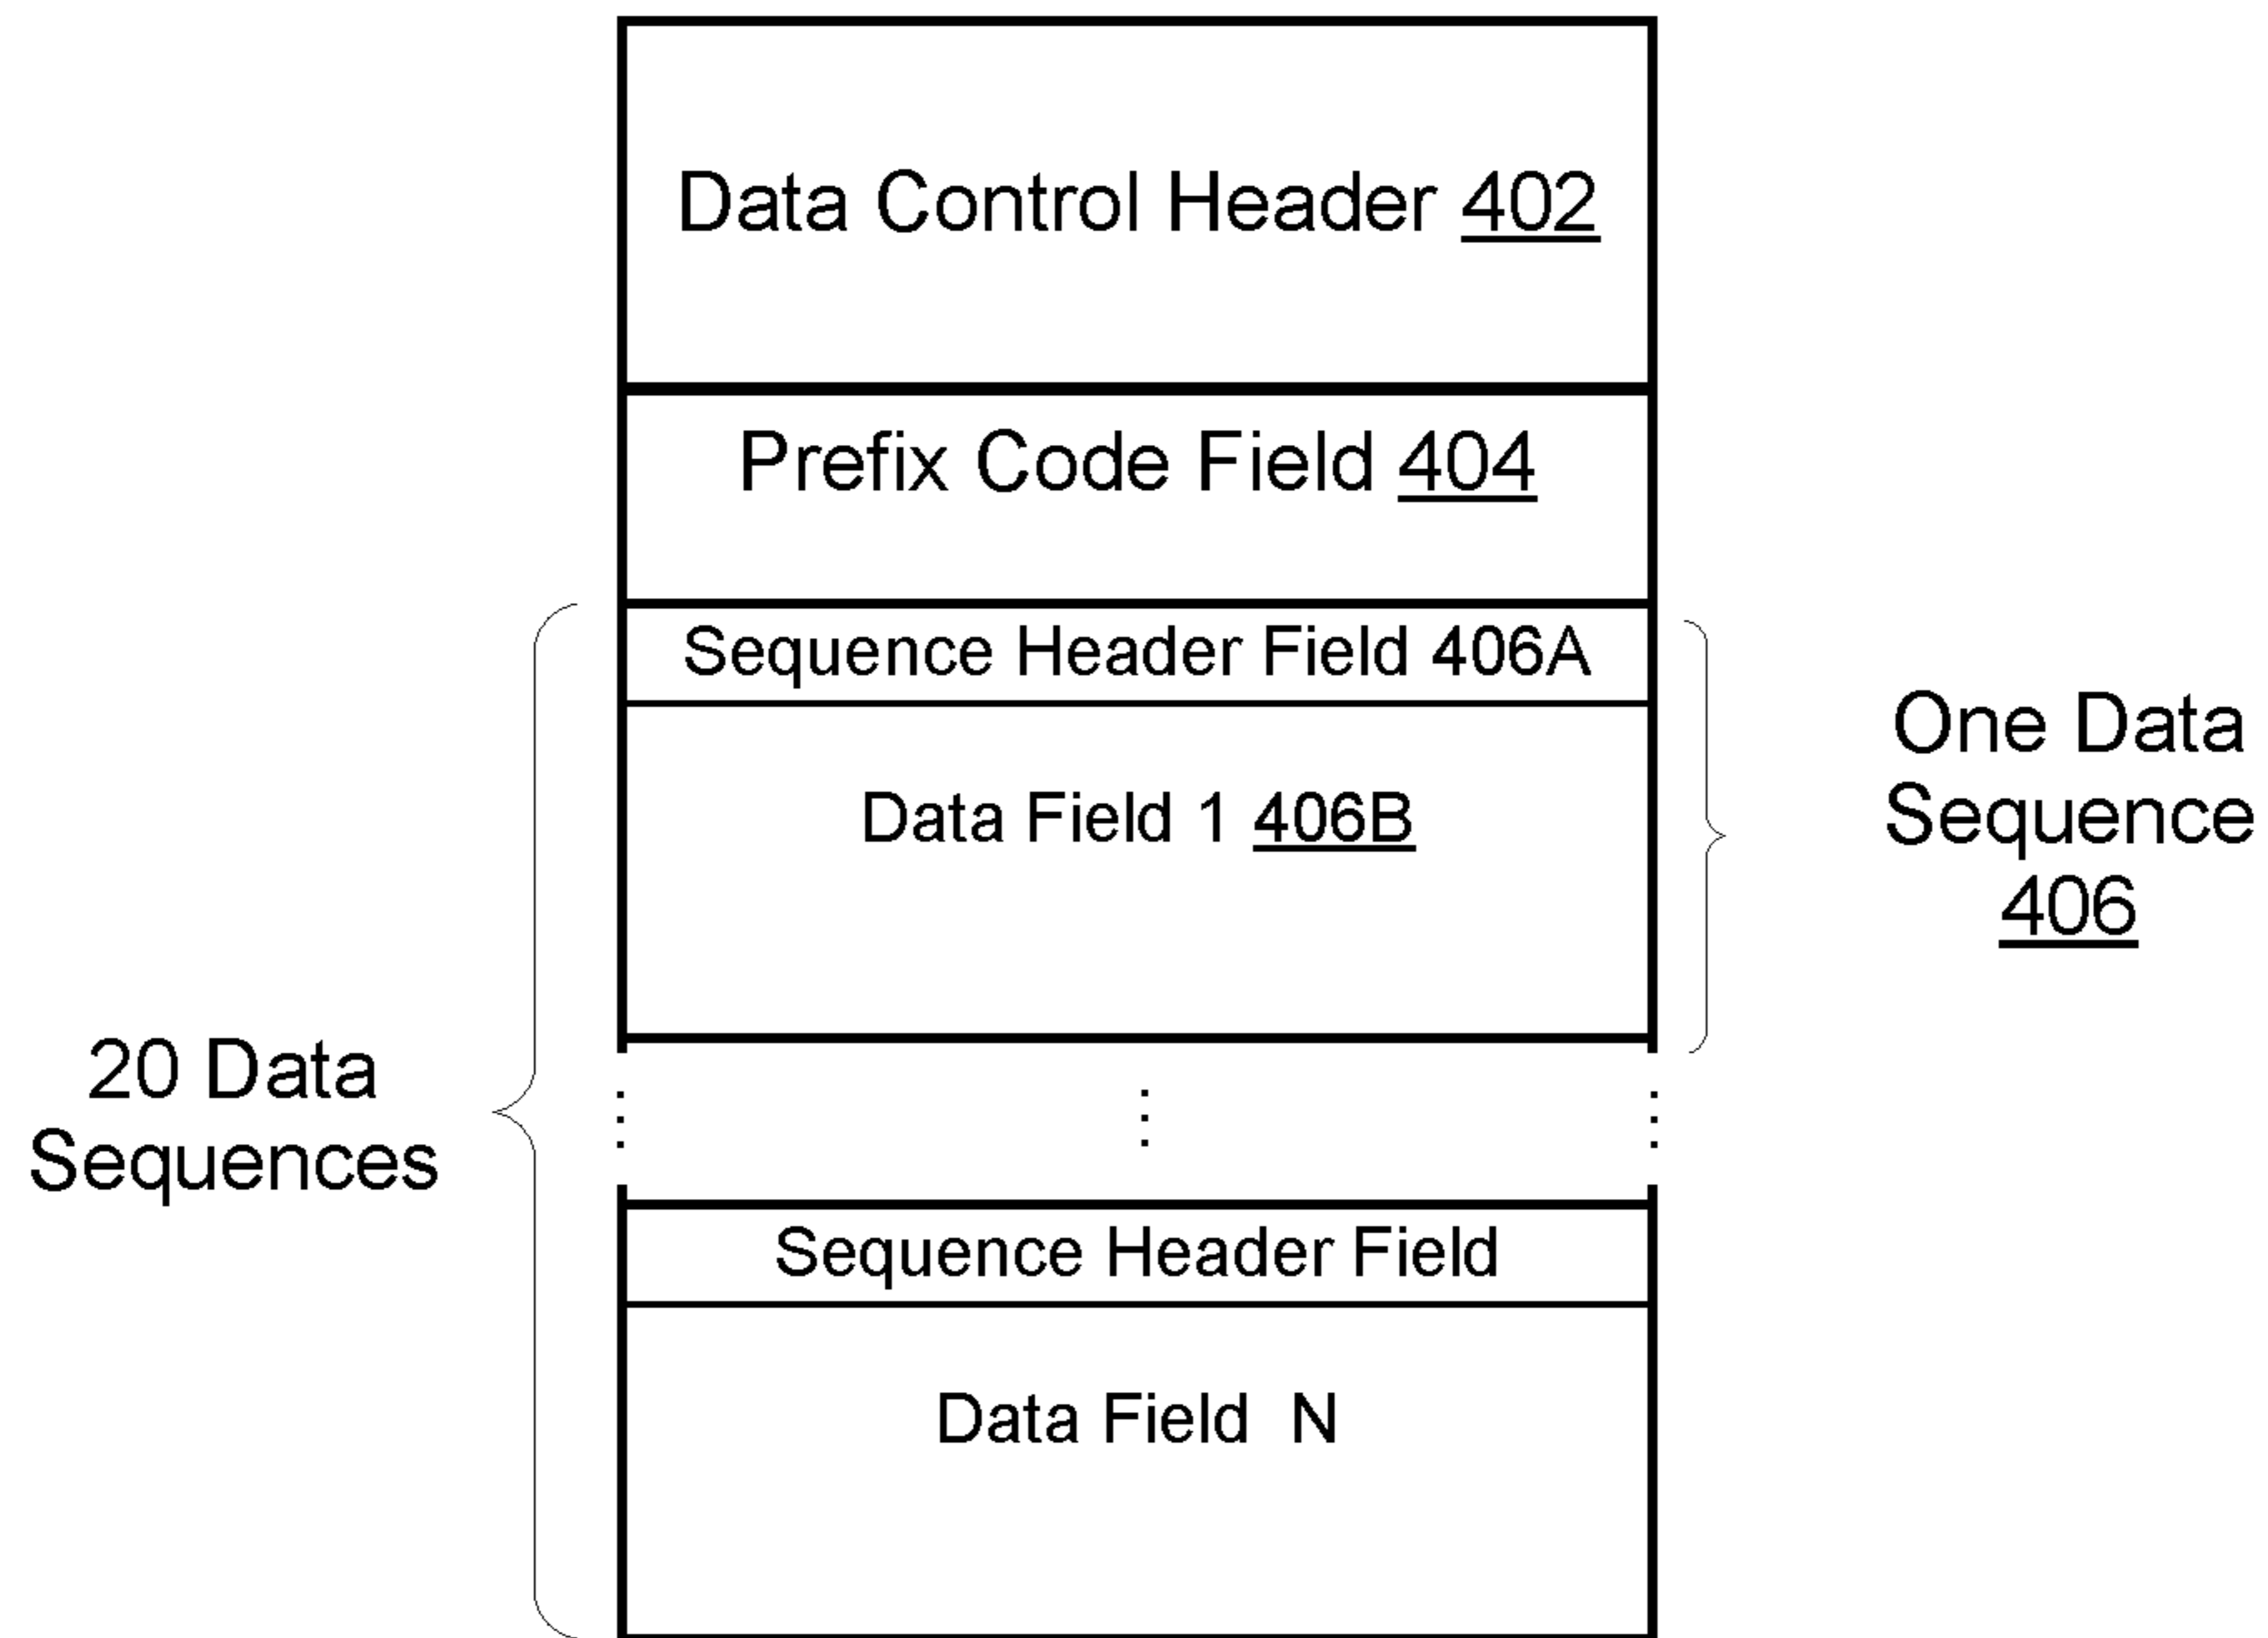 Data Control Header 402
Prefix Code Field 404
Sequence Header Field 406A
Data Field 1 406B
One Data
Sequence
406
20 Data
Sequences
Sequence Header Field
Data Field N